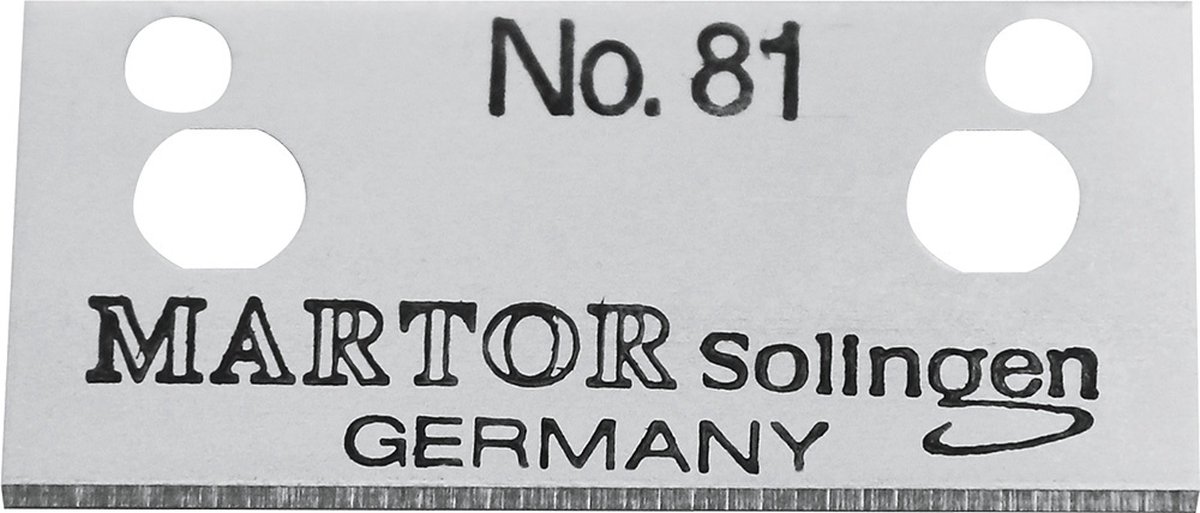 No. 81
MARTOR Solingen
GERMANY